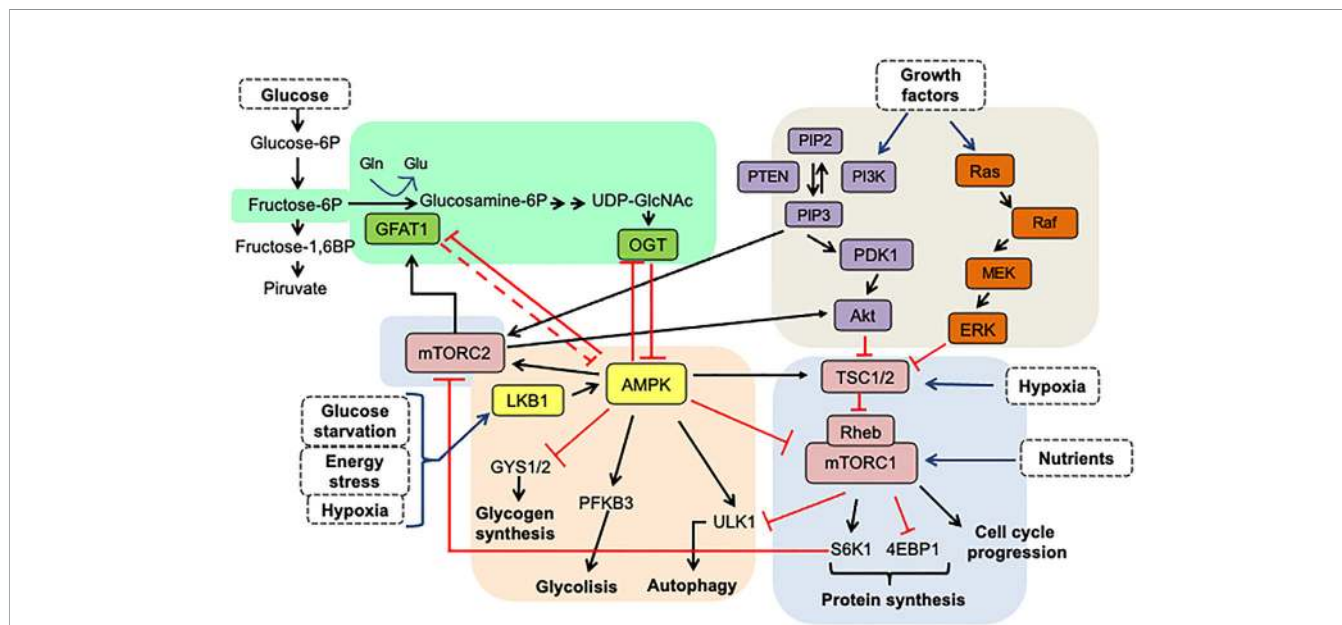 Glucose
Glucose-6P
Fructose-6P
Fructose-1,6BP
Piruvate
Gln
Glu
Glucosamine-6P
UDP-GlcNAc
GFAT1
OGT
Growth
factors
PIP2
PTEN
PI3K
PIP3
PDK1
Akt
Ras
Raf
MEK
ERK
mTORC2
LKB1
AMPK
TSC1/2
Hypoxia
Rheb
mTORC1
Nutrients
Glucose
starvation
Energy
stress
Hypoxia
GYS1/2
Glycogen
synthesis
PFKB3
Glycolisis
ULK1
Autophagy
S6K1
4EBP1
Cell cycle
progression
Protein synthesis